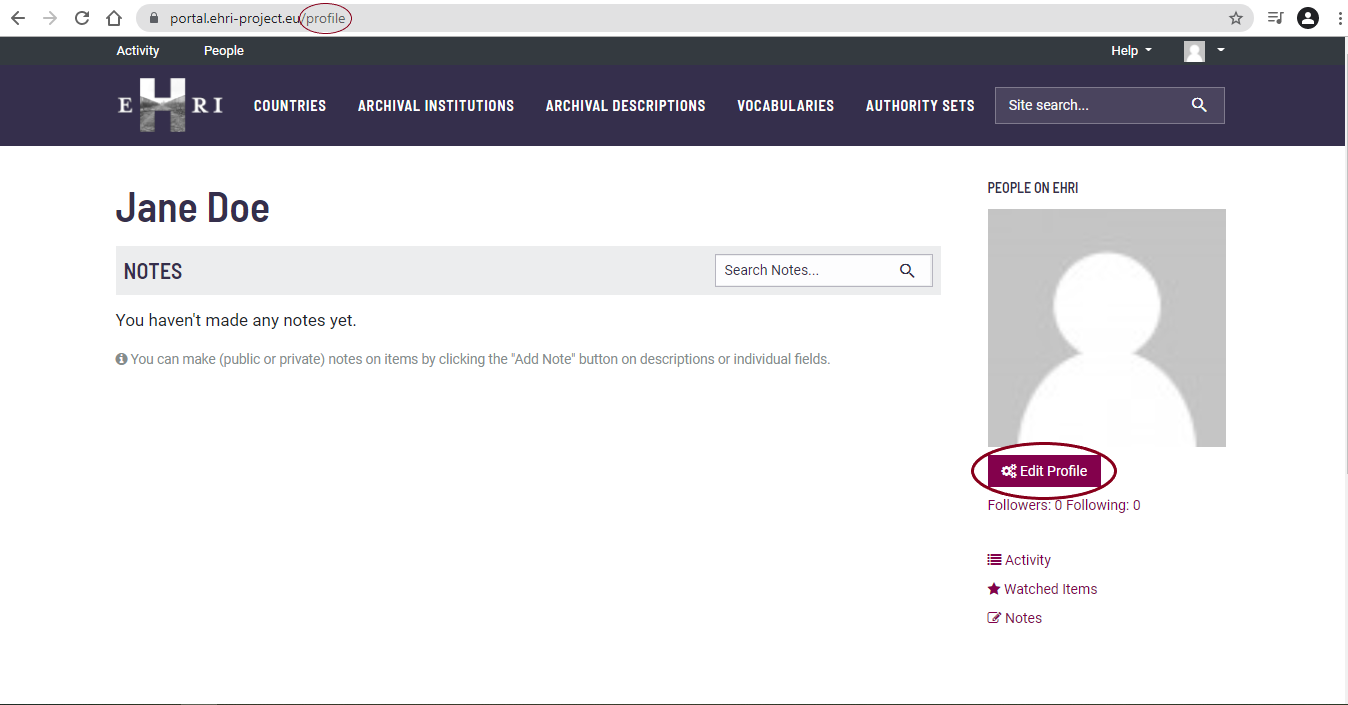 portal.ehri-project.eu/profile
Activity People Help
EHRI COUNTRIES ARCHIVAL INSTITUTIONS ARCHIVAL DESCRIPTIONS VOCABULARIES AUTHORITY SETS Site search...
PEOPLE ON EHRI
Jane Doe
NOTES Search Notes...
You haven't made any notes yet.
You can make (public or private) notes on items by clicking the "Add Note" button on descriptions or individual fields.
Edit Profile
Followers: 0 Following: 0
Activity
Watched Items
Notes